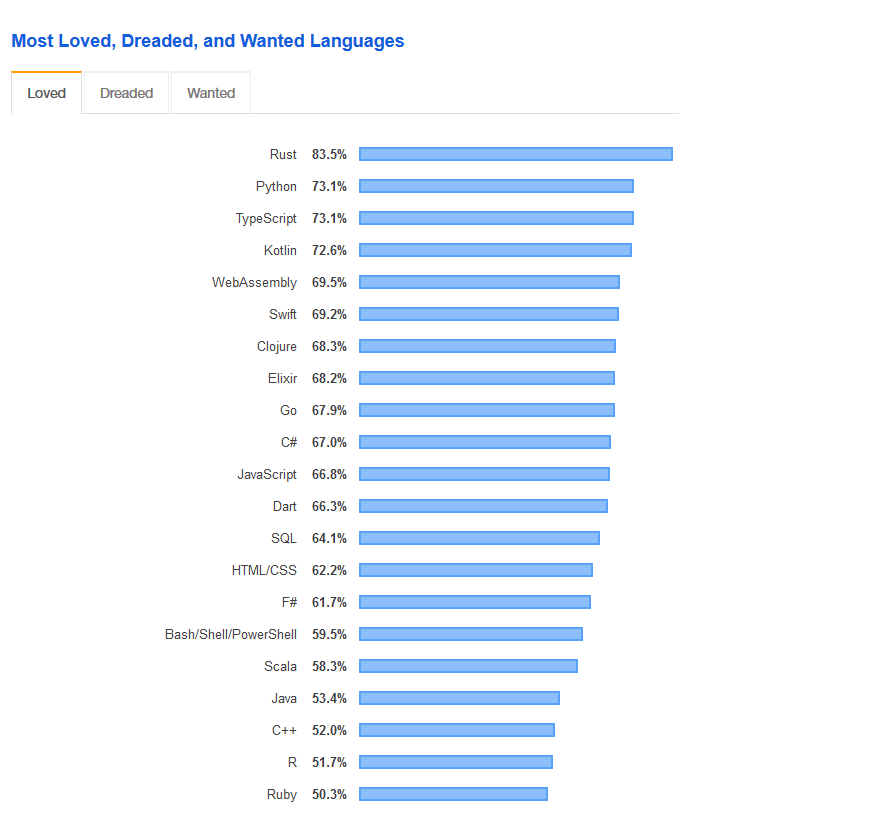 Most Loved, Dreaded, and Wanted Languages
Loved Dreaded Wanted
Rust 83.5%
Python 73.1%
TypeScript 73.1%
Kotlin 72.6%
WebAssembly 69.5%
Swift 69.2%
Clojure 68.3%
Elixir 68.2%
Go 67.9%
C# 67.0%
JavaScript 66.8%
Dart 66.3%
SQL 64.1%
HTML/CSS 62.2%
F# 61.7%
Bash/Shell/PowerShell 59.5%
Scala 58.3%
Java 53.4%
C++ 52.0%
R 51.7%
Ruby 50.3%